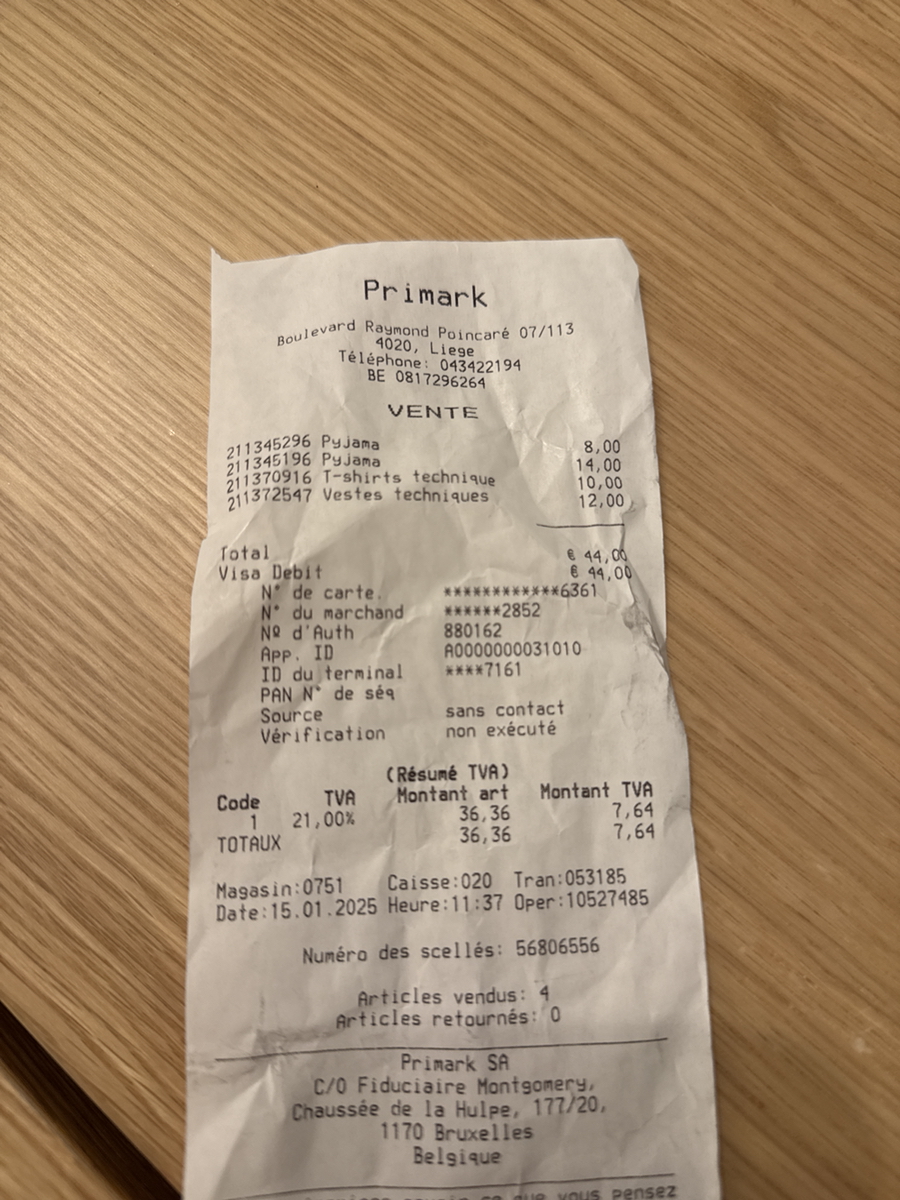 Primark
Boulevard Raymond Poincaré 07/113
4020, Liege
Téléphone: 043422194
BE 0817296264
VENTE
211345296 Pyjama 8,00
211345196 Pyjama 14,00
211370916 T-shirts technique 10,00
211372547 Vestes techniques 12,00
Total € 44,00
Visa Debit € 44,00
N° de carte. ************6361
N° du marchand ******2852
Nº d'Auth 880162
App. ID A0000000031010
ID du terminal ****7161
PAN N° de séq
Source sans contact
Vérification non exécuté
(Résumé TVA)
Code TVA Montant art Montant TVA
1 21,00% 36,36 7,64
TOTAUX 36,36 7,64
Magasin:0751 Caisse:020 Tran:053185
Date:15.01.2025 Heure:11:37 Oper:10527485
Numéro des scellés: 56806556
Articles vendus: 4
Articles retournés: 0
Primark SA
C/O Fiduciaire Montgomery,
Chaussée de la Hulpe, 177/20,
1170 Bruxelles
Belgique
ce que vous pensez